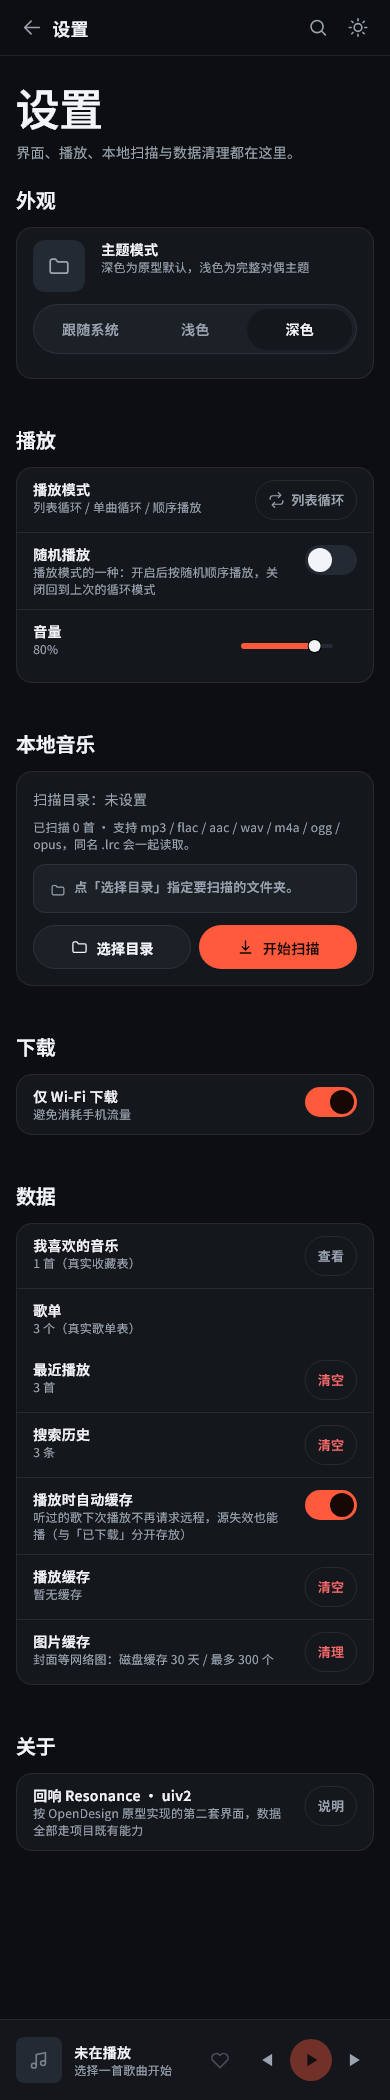 设置
设置
界面、播放、本地扫描与数据清理都在这里。
外观
主题模式
深色为原型默认，浅色为完整对偶主题
跟随系统
浅色
深色
播放
播放模式
列表循环 / 单曲循环 / 顺序播放
列表循环
随机播放
播放模式的一种：开启后按随机顺序播放，关
闭回到上次的循环模式
音量
80%
本地音乐
扫描目录：未设置
已扫描 0 首 · 支持 mp3 / flac / aac / wav / m4a / ogg /
opus，同名 .lrc 会一起读取。
点「选择目录」指定要扫描的文件夹。
选择目录
开始扫描
下载
仅 Wi-Fi 下载
避免消耗手机流量
数据
我喜欢的音乐
1 首（真实收藏表）
查看
歌单
3 个（真实歌单表）
最近播放
3 首
清空
搜索历史
3 条
清空
播放时自动缓存
听过的歌下次播放不再请求远程，源失效也能
播（与「已下载」分开存放）
播放缓存
暂无缓存
清空
图片缓存
封面等网络图：磁盘缓存 30 天 / 最多 300 个
清理
关于
回响 Resonance · uiv2
按 OpenDesign 原型实现的第二套界面，数据
全部走项目既有能力
说明
未在播放
选择一首歌曲开始